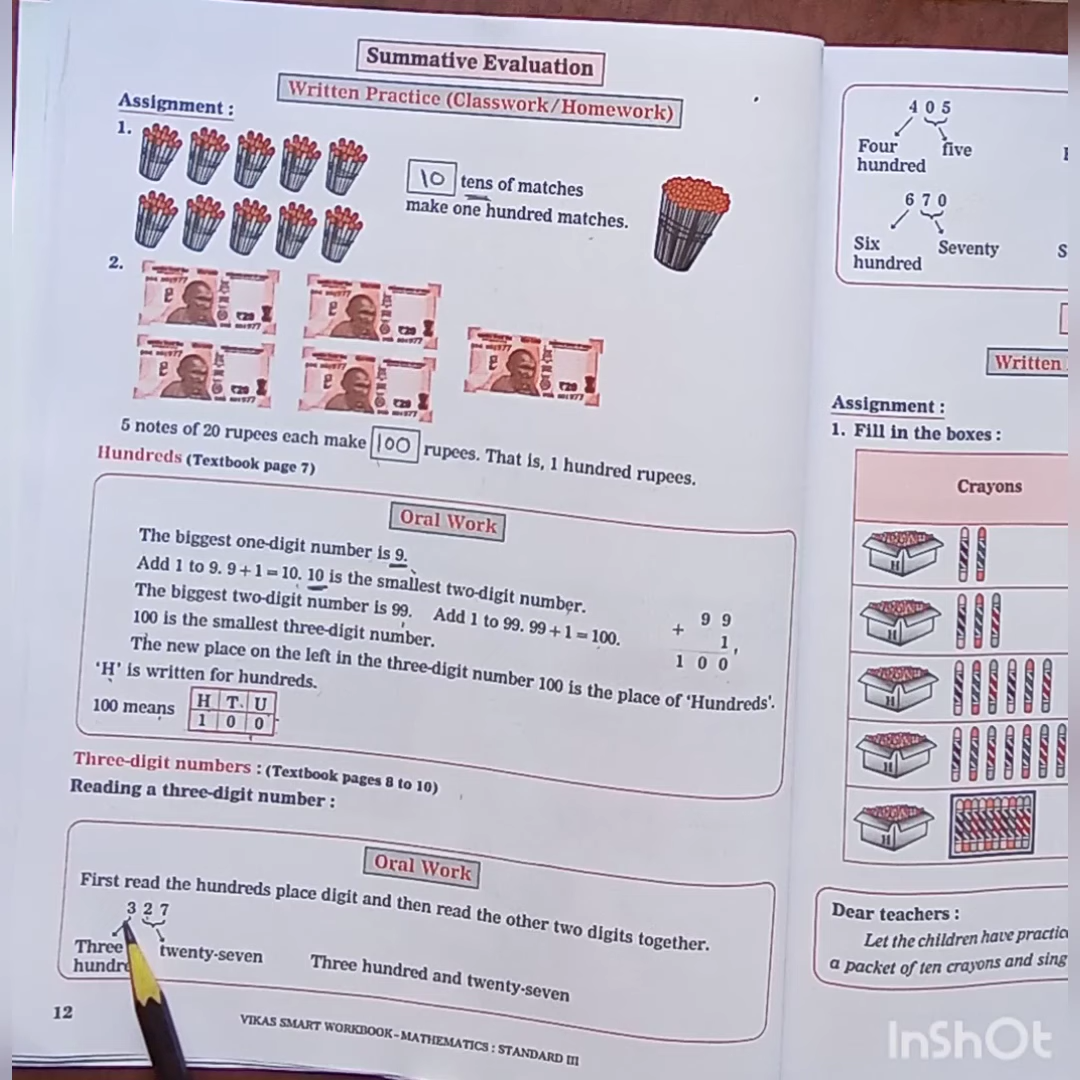 Summative Evaluation
Written Practice (Classwork/Homework)
Assignment :
1.
10 tens of matches
make one hundred matches.
2.
₹20
₹20
₹20
₹20
₹20
5 notes of 20 rupees each make 100 rupees. That is, 1 hundred rupees.
Hundreds (Textbook page 7)
Oral Work
The biggest one-digit number is 9.
Add 1 to 9. 9+1=10. 10 is the smallest two-digit number.
The biggest two-digit number is 99. Add 1 to 99. 99+1=100.
100 is the smallest three-digit number.
The new place on the left in the three-digit number 100 is the place of 'Hundreds'.
'H' is written for hundreds.
9 9
+ 1
1 0 0
100 means
H T U
1 0 0
Three-digit numbers : (Textbook pages 8 to 10)
Reading a three-digit number :
Oral Work
First read the hundreds place digit and then read the other two digits together.
3 2 7
Three twenty-seven
Three hundred and twenty-seven
12
VIKAS SMART WORKBOOK-MATHEMATICS : STANDARD III
4 0 5
Four five
hundred
6 7 0
Six Seventy
hundred
Written
Assignment :
1. Fill in the boxes :
Crayons
H
H
H
H
H
Dear teachers :
Let the children have
a packet of ten crayons and
InShOt